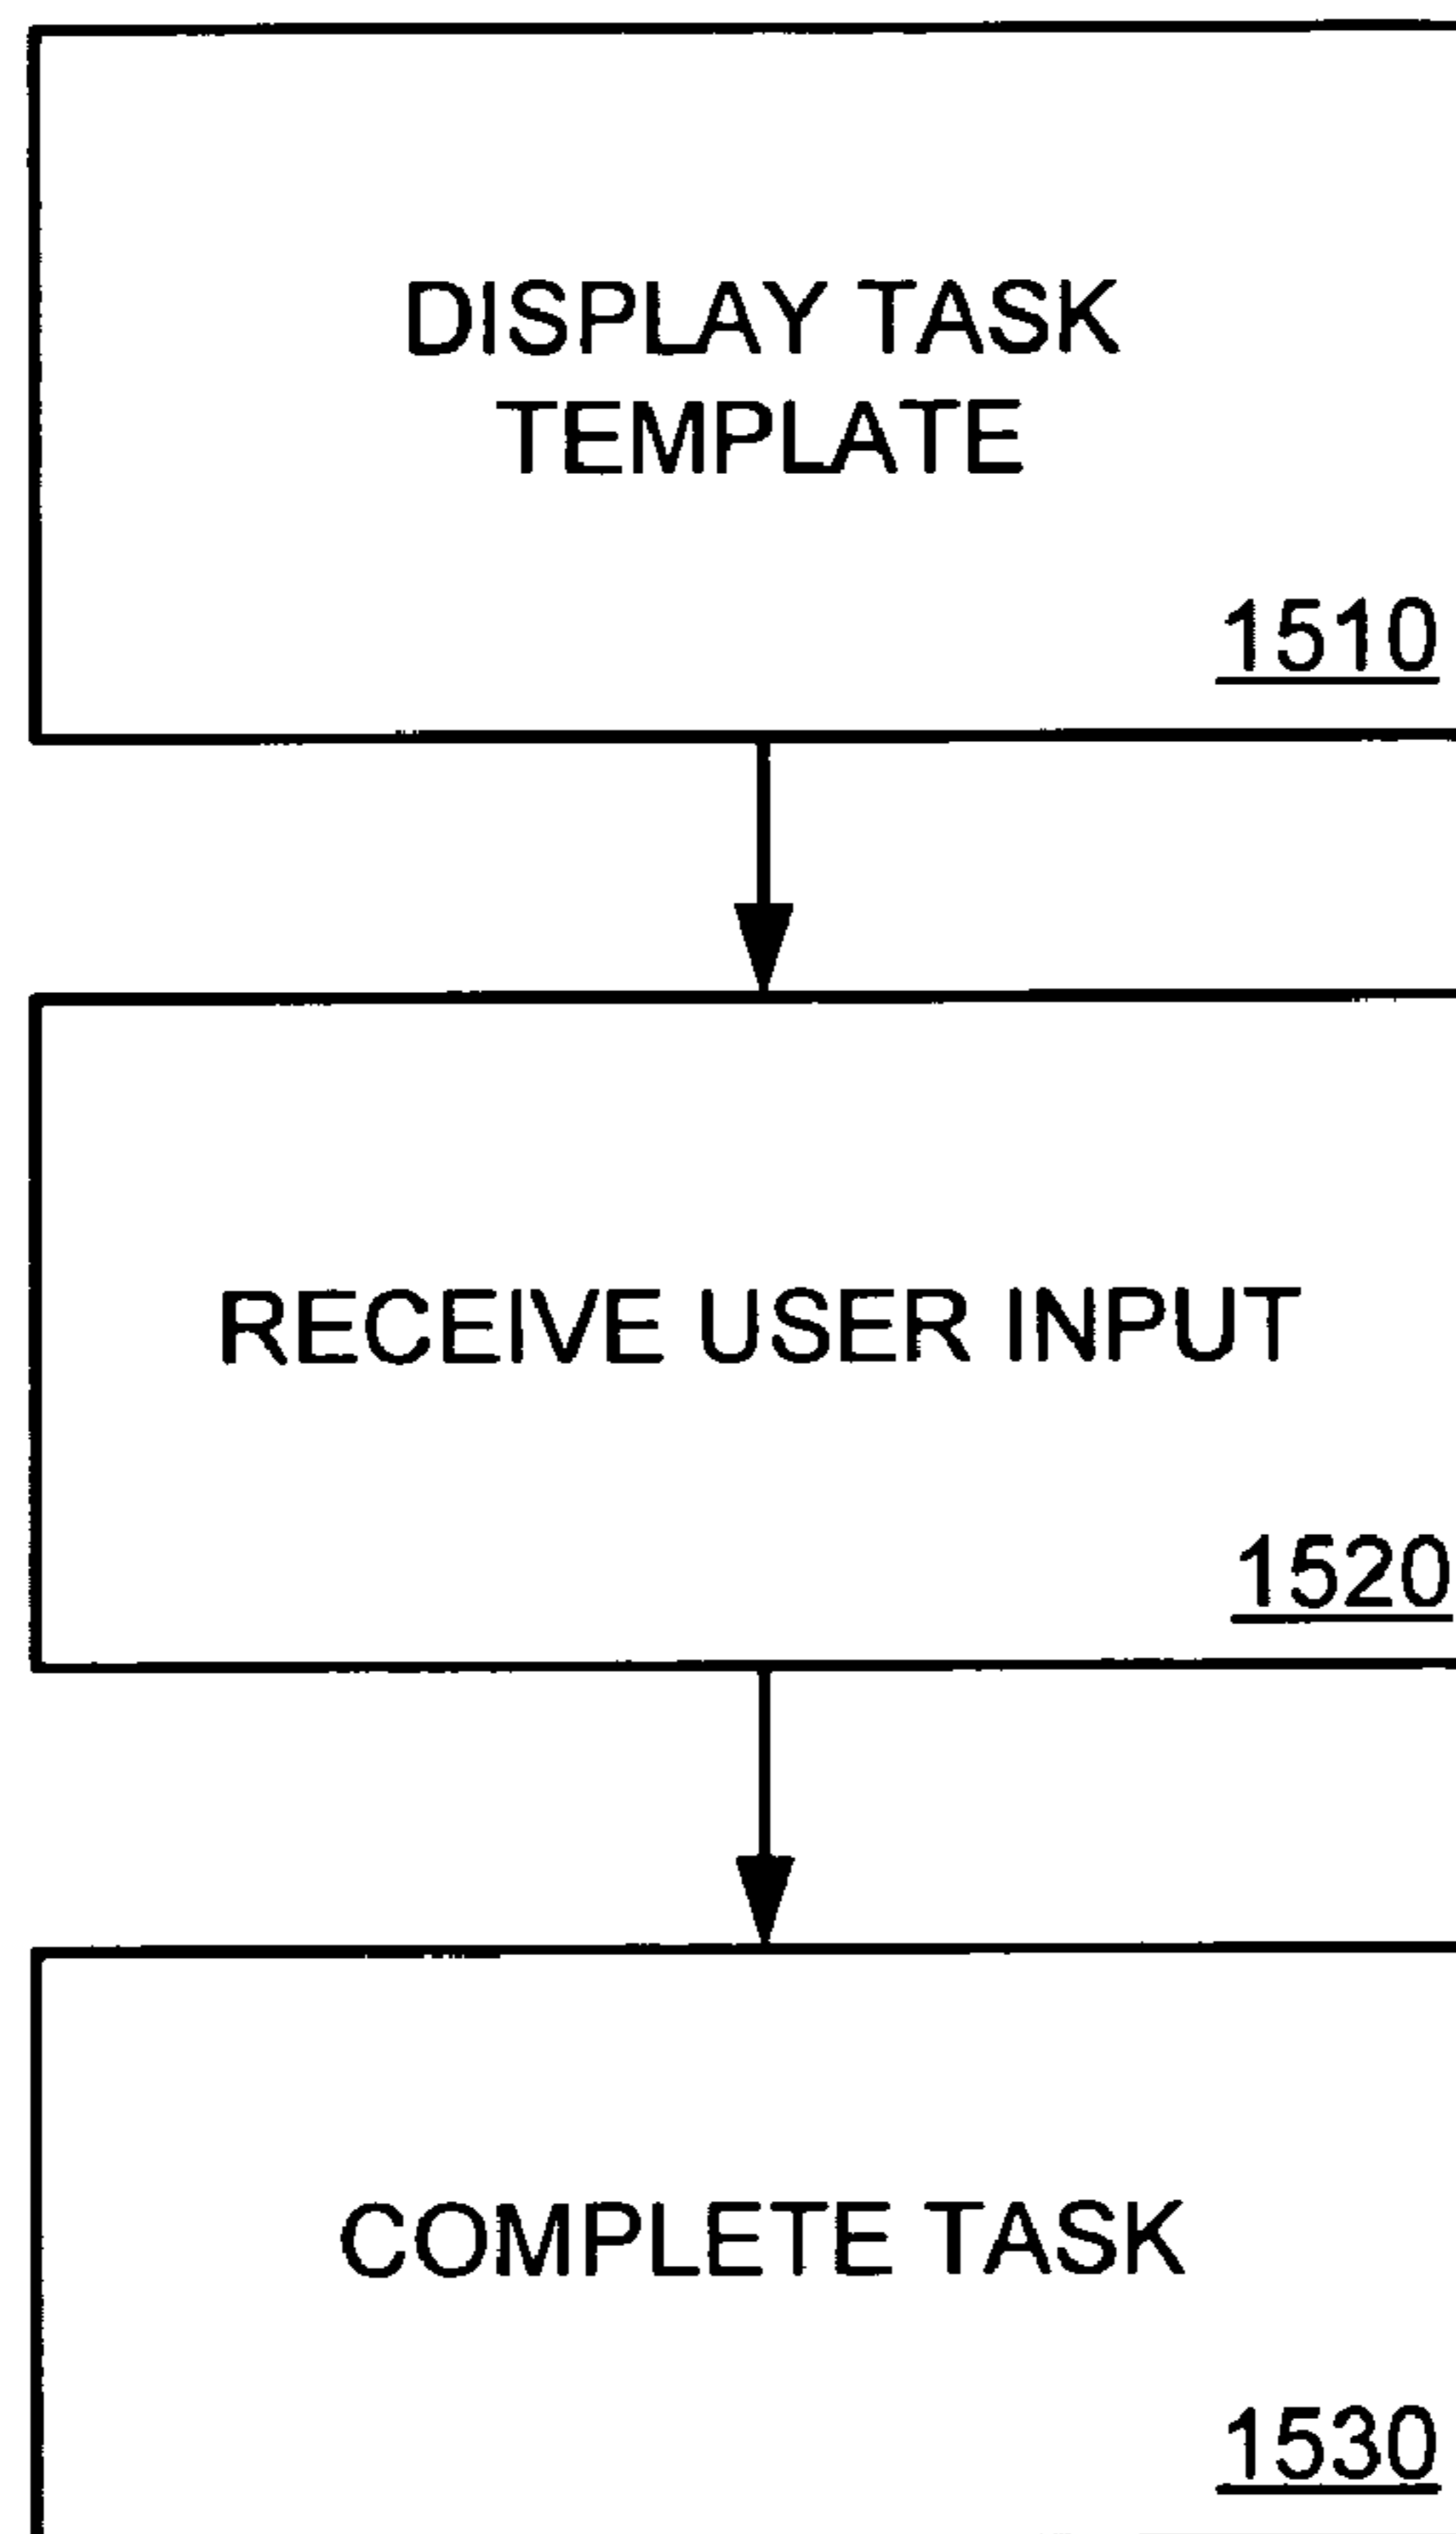 DISPLAY TASK
TEMPLATE
1510
RECEIVE USER INPUT
1520
COMPLETE TASK
1530